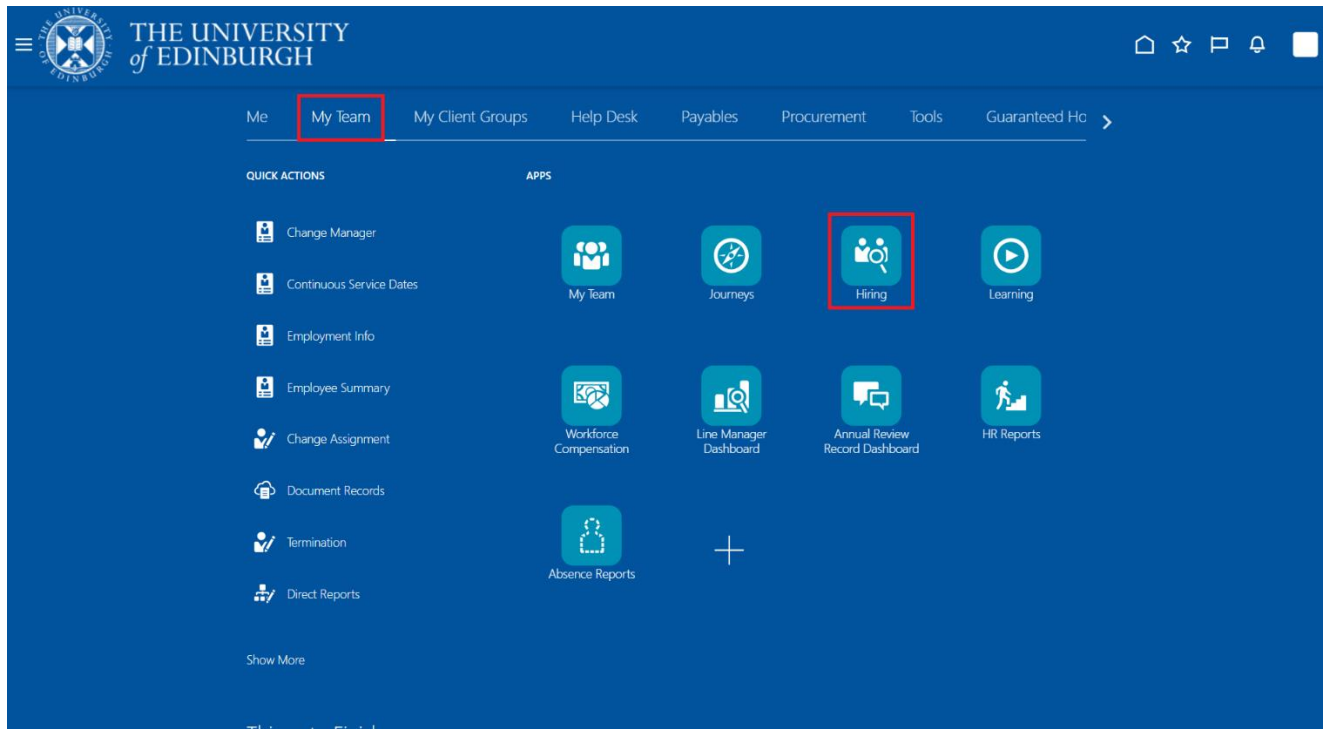 THE UNIVERSITY
of EDINBURGH
Me My Team My Client Groups Help Desk Payables Procurement Tools Guaranteed Ho
QUICK ACTIONS
APPS
Change Manager
Continuous Service Dates
Employment Info
Employee Summary
Change Assignment
Document Records
Termination
Direct Reports
Show More
My Team
Journeys
Hiring
Learning
Workforce
Compensation
Line Manager
Dashboard
Annual Review
Record Dashboard
HR Reports
Absence Reports